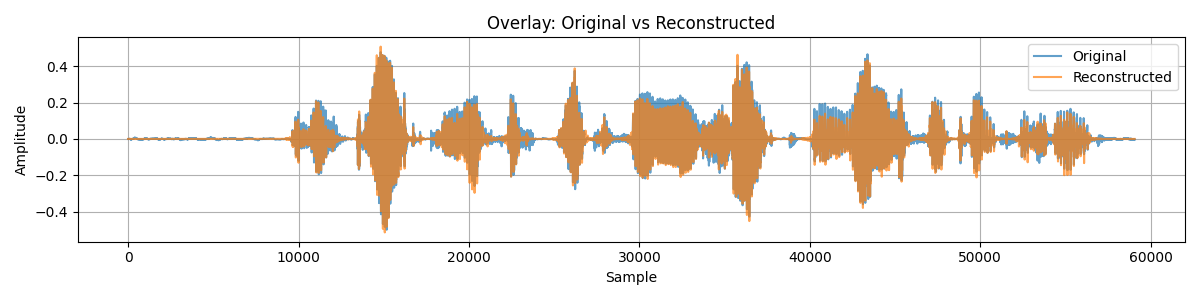 Overlay: Original vs Reconstructed
Original
Reconstructed
Amplitude
0.4
0.2
0.0
−0.2
−0.4
0 10000 20000 30000 40000 50000 60000
Sample